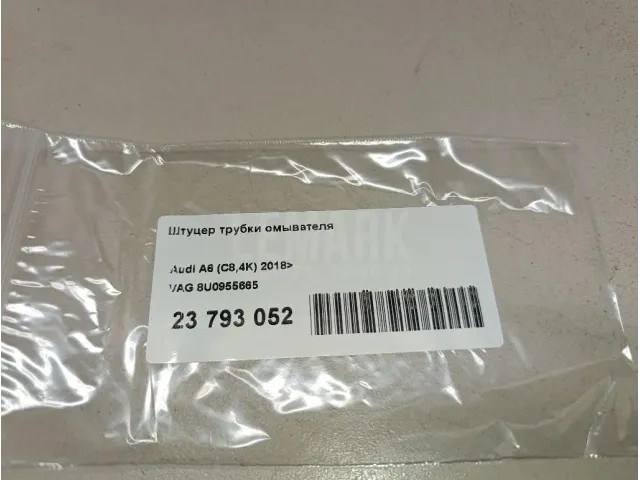 Штуцер трубки омывателя
Audi A6 (C8,4K) 2018>
VAG 8U0955665
23 793 052